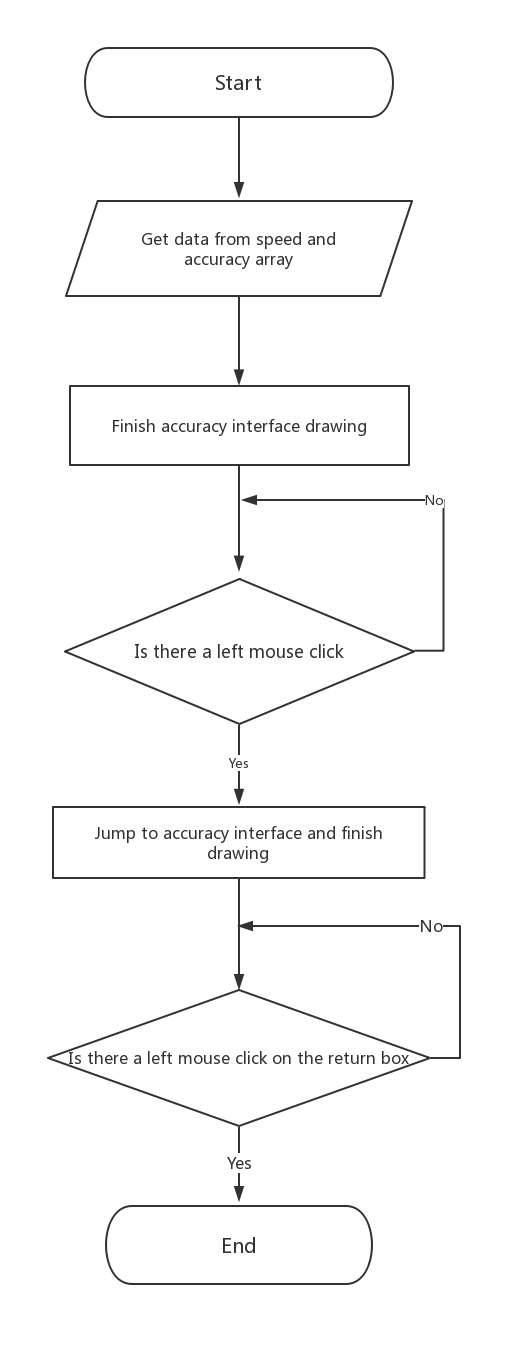 Start
Get data from speed and
accuracy array
Finish accuracy interface drawing
No
Is there a left mouse click
Yes
Jump to accuracy interface and finish
drawing
No
Is there a left mouse click on the return box
Yes
End